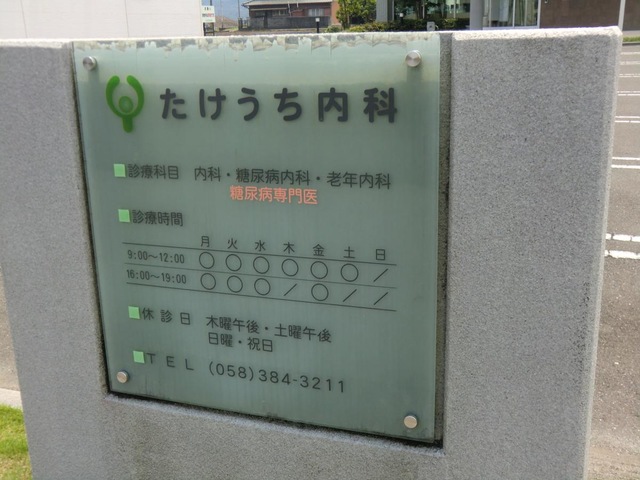 たけうち内科
診療科目 内科・糖尿病内科・老年内科
糖尿病専門医
診療時間
月 火 水 木 金 土 日
9:00〜12:00 ○ ○ ○ ○ ○ ○ ／
16:00〜19:00 ○ ○ ○ ／ ○ ／ ／
休診日 木曜午後・土曜午後
日曜・祝日
TEL (058)384-3211